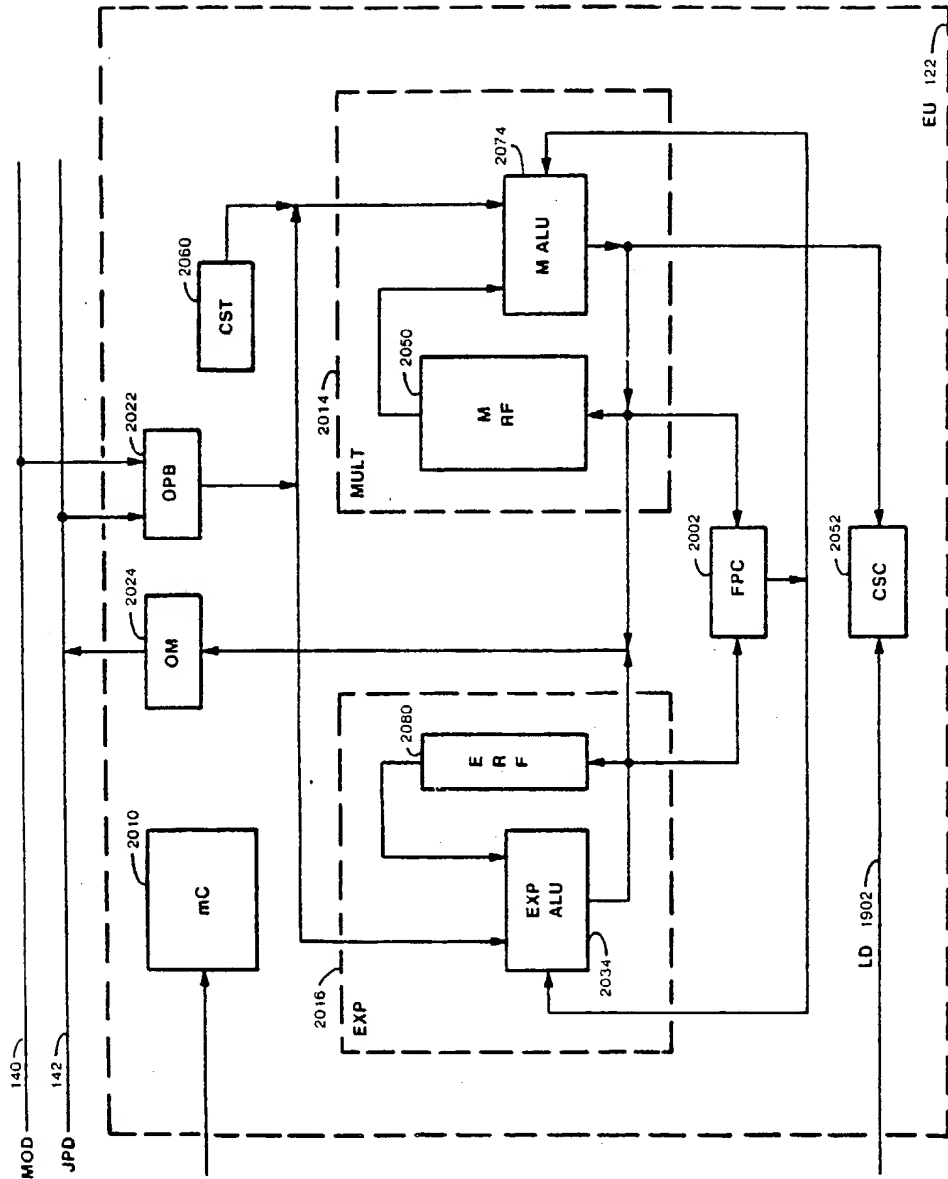 MOD
140
JPD
142
EU 122
2010
mC
2024
OM
2022
OPB
2060
CST
2016
EXP
EXP
ALU
2034
2080
E
R
F
2014
MULT
2050
M
RF
2074
M ALU
2002
FPC
2052
CSC
LD 1902